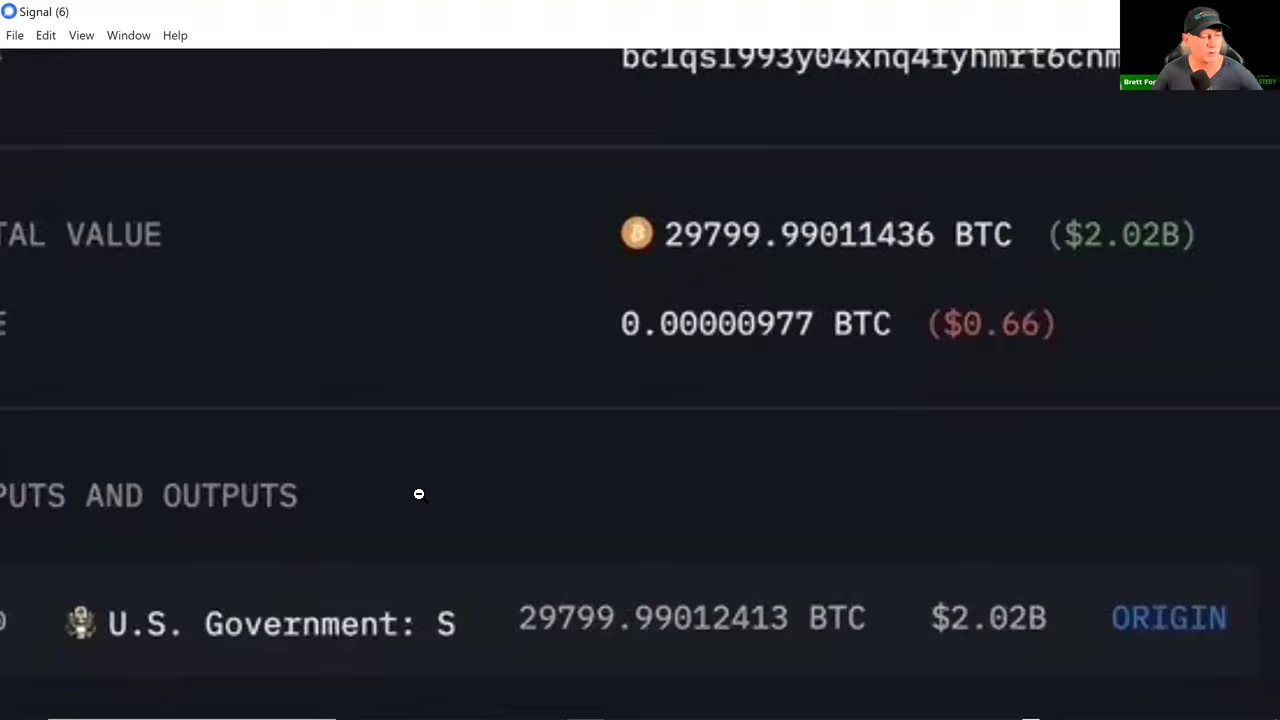 Signal (6)
File Edit View Window Help
TAL VALUE
29799.99011436 BTC ($2.02B)
0.00000977 BTC ($0.66)
PUTS AND OUTPUTS
U.S. Government: S 29799.99012413 BTC $2.02B ORIGIN
Brett For